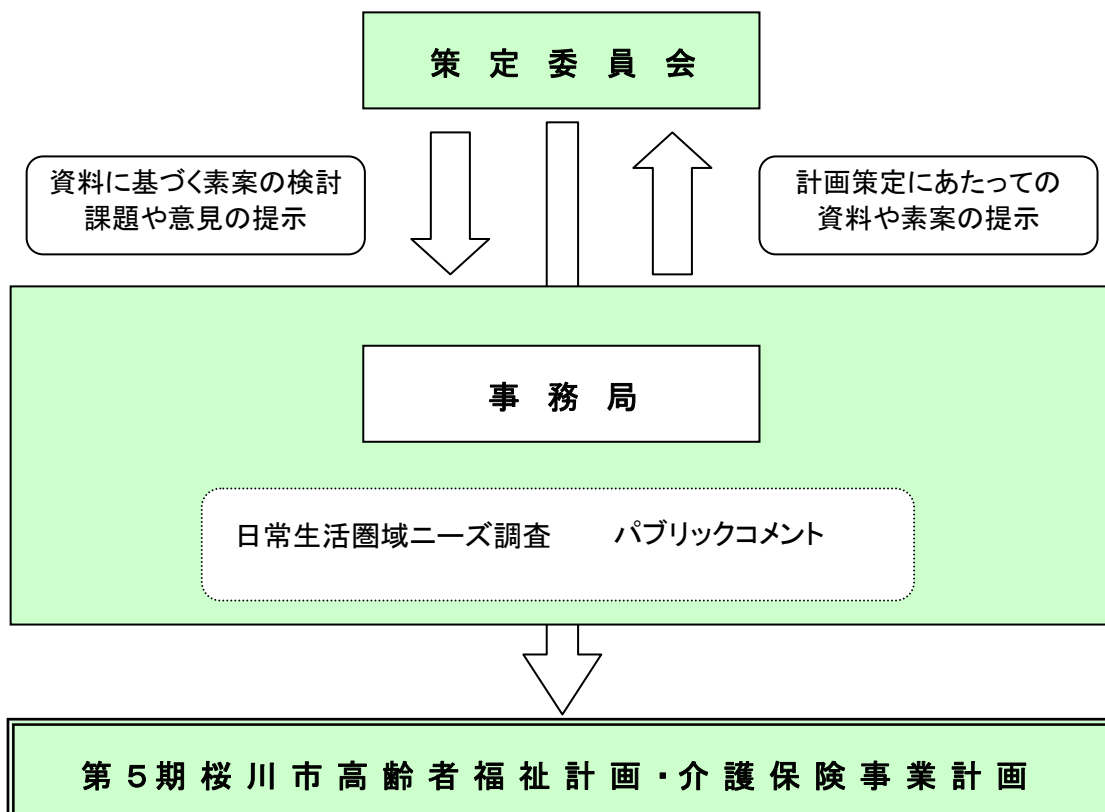 策定委員会
資料に基づく素案の検討
課題や意見の提示
計画策定にあたっての
資料や素案の提示
事務局
日常生活圏域ニーズ調査 パブリックコメント
第５期桜川市高齢者福祉計画・介護保険事業計画